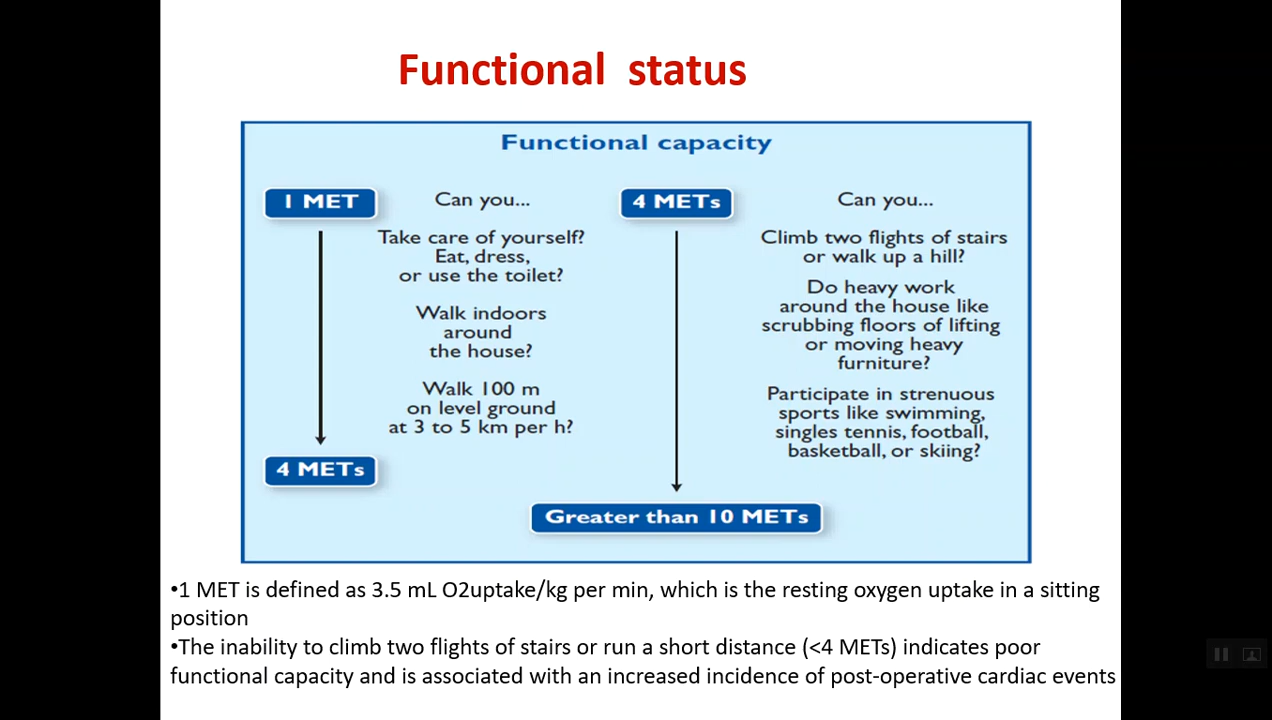 Functional status
Functional capacity
1 MET
Can you...
Take care of yourself?
Eat, dress,
or use the toilet?
Walk indoors
around
the house?
Walk 100 m
on level ground
at 3 to 5 km per h?
4 METs
4 METs
Can you...
Climb two flights of stairs
or walk up a hill?
Do heavy work
around the house like
scrubbing floors of lifting
or moving heavy
furniture?
Participate in strenuous
sports like swimming,
singles tennis, football,
basketball, or skiing?
Greater than 10 METs
•1 MET is defined as 3.5 mL O2uptake/kg per min, which is the resting oxygen uptake in a sitting
position
•The inability to climb two flights of stairs or run a short distance (<4 METs) indicates poor
functional capacity and is associated with an increased incidence of post-operative cardiac events